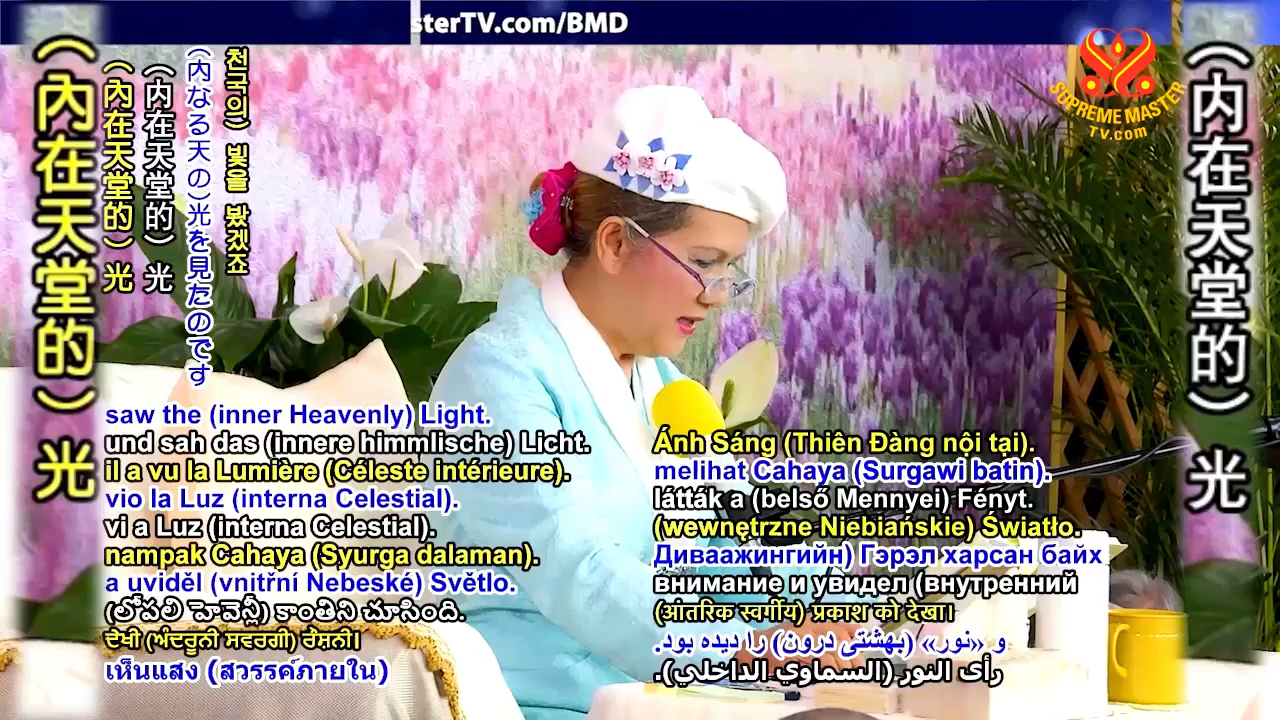 sterTV.com/BMD
SUPREME MASTER
TV.com
（內在天堂的）光
（內在天堂的）光
（内在天堂的）光
（内なる天の）光を見たのです
천국의) 빛을 봤겠죠
（内在天堂的）光
saw the (inner Heavenly) Light.
und sah das (innere himmlische) Licht.
il a vu la Lumière (Céleste intérieure).
vio la Luz (interna Celestial).
vi a Luz (interna Celestial).
nampak Cahaya (Syurga dalaman).
a uviděl (vnitřní Nebeské) Světlo.
(లోపలి హెవెన్లీ) కాంతిని చూసింది.
ਦੇਖੀ (ਅੰਦਰੂਨੀ ਸਵਰਗੀ) ਰੋਸ਼ਨੀ।
เห็นแสง (สวรรค์ภายใน)
Ánh Sáng (Thiên Đàng nội tại).
melihat Cahaya (Surgawi batin).
látták a (belső Mennyei) Fényt.
(wewnętrzne Niebiańskie) Światło.
Диваажингийн) Гэрэл харсан байх
внимание и увидел (внутренний
(आंतरिक स्वर्गीय) प्रकाश को देखा।
و «نور» (بهشتی درون) را دیده بود.
رأى النور (السماوي الداخلي).